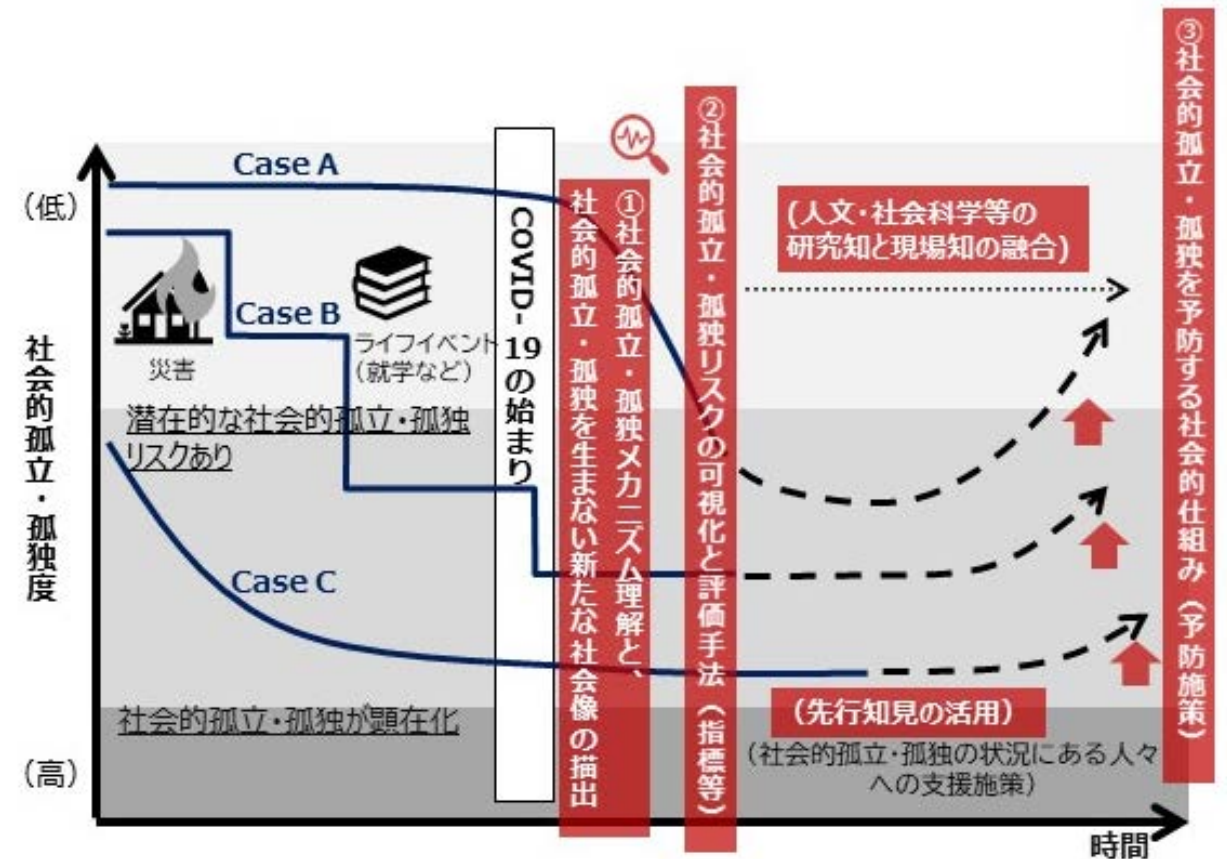 ③社会的孤立・孤独を予防する社会的仕組み（予防施策）
②社会的孤立・孤独リスクの可視化と評価手法（指標等）
①社会的孤立・孤独メカニズム理解と、
社会的孤立・孤独を生まない新たな社会像の描出
COVID-19の始まり
(低)
社会的孤立・孤独度
(高)
Case A
Case B
災害
ライフイベント
(就学など)
潜在的な社会的孤立・孤独
リスクあり
Case C
社会的孤立・孤独が顕在化
(人文・社会科学等の
研究知と現場知の融合)
(先行知見の活用)
(社会的孤立・孤独の状況にある人々
への支援施策)
時間